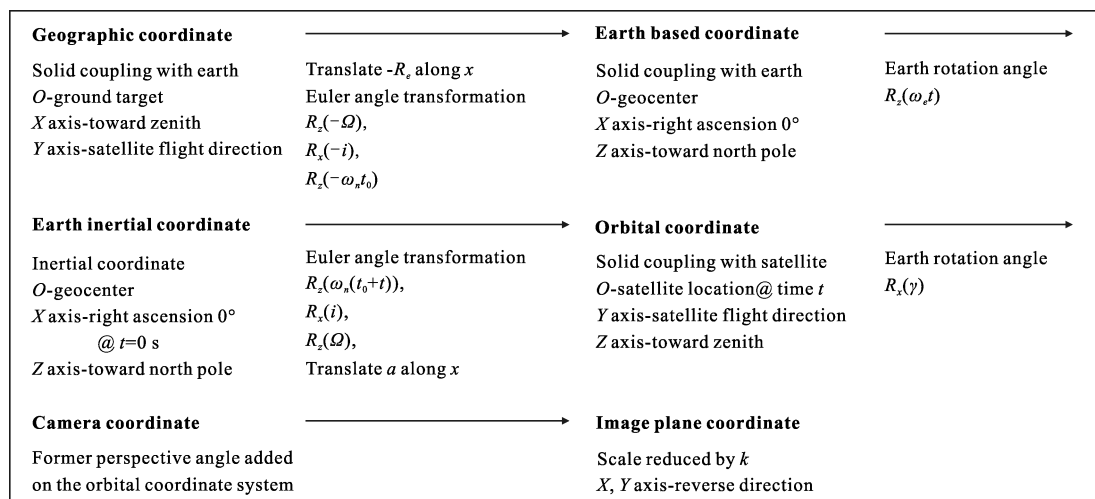 Geographic coordinate
Solid coupling with earth
O-ground target
X axis-toward zenith
Y axis-satellite flight direction
Translate -Rₑ along x
Euler angle transformation
R_z(−Ω),
R_x(−i),
R_z(−ω_n t₀)
Earth based coordinate
Solid coupling with earth
O-geocenter
X axis-right ascension 0°
Z axis-toward north pole
Earth rotation angle
R_z(ω_e t)
Earth inertial coordinate
Inertial coordinate
O-geocenter
X axis-right ascension 0°
@ t=0 s
Z axis-toward north pole
Euler angle transformation
R_z(ω_n(t₀+t)),
R_x(i),
R_z(Ω),
Translate a along x
Orbital coordinate
Solid coupling with satellite
O-satellite location@ time t
Y axis-satellite flight direction
Z axis-toward zenith
Earth rotation angle
R_x(γ)
Camera coordinate
Former perspective angle added
on the orbital coordinate system
Image plane coordinate
Scale reduced by k
X, Y axis-reverse direction